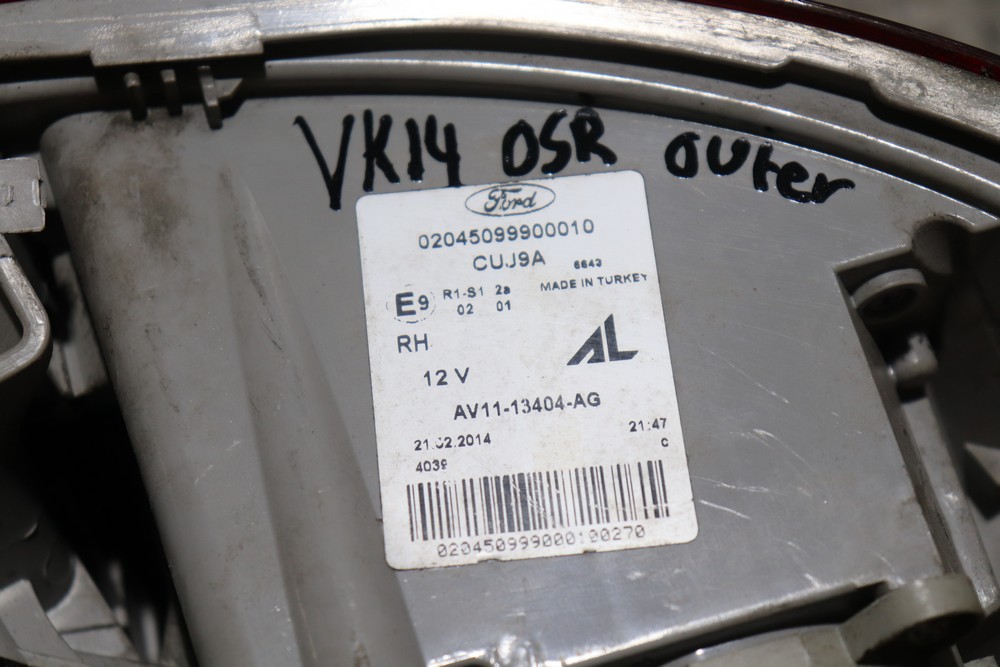 VK14 OSR outer
Ford
02045099900010
CUJ9A 6643
E9 R1-S1 2a MADE IN TURKEY
02 01
RH
AL
12 V
AV11-13404-AG
21.02.2014 21:47
4039 C
020450999000100270